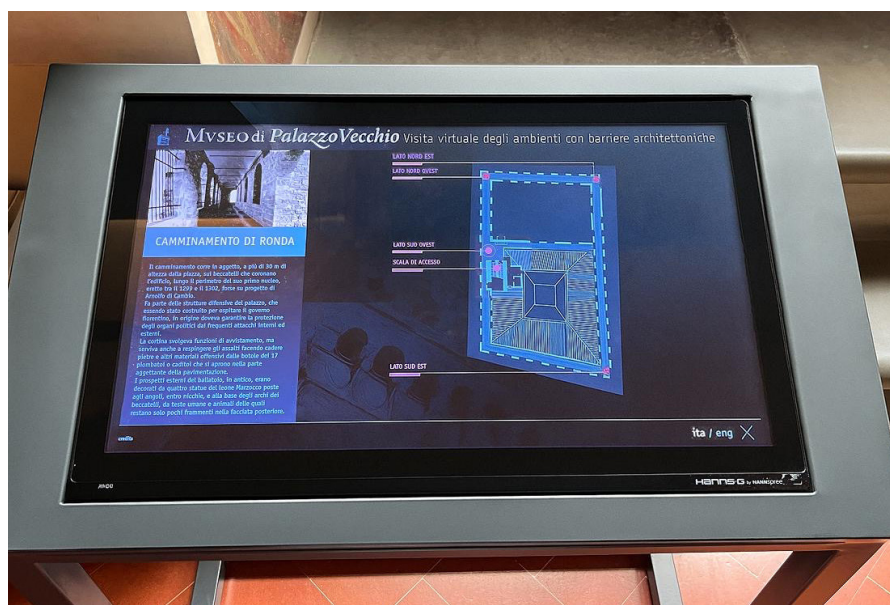 MVSEO di Palazzo Vecchio Visita virtuale degli ambienti con barriere architettoniche
CAMMINAMENTO DI RONDA
Il camminamento corre in aggetto, a più di 30 m di
altezza dalla piazza, sui beccatelli che coronano
l'edificio, lungo il perimetro del suo primo nucleo,
eretto tra il 1299 e il 1302, forse su progetto di
Arnolfo di Cambio.
Fa parte delle strutture difensive del palazzo, che
essendo stato costruito per ospitare il governo
fiorentino, in origine doveva garantire la protezione
degli organi politici dai frequenti attacchi interni ed
esterni.
La cortina svolgeva funzioni di avvistamento, ma
serviva anche a respingere gli assalti facendo cadere
pietre e altri materiali offensivi dalle botole dei 17
piombatoi o caditoi che si aprono nella parte
aggettante della pavimentazione.
I prospetti esterni del ballatoio, in antico, erano
decorati da quattro statue del leone Marzocco poste
agli angoli, entro nicchie, e alla base degli archi dei
beccatelli, da teste umane e animali delle quali
restano solo pochi frammenti nella facciata posteriore.
LATO NORD EST
LATO NORD OVEST
LATO SUD OVEST
SCALA DI ACCESSO
LATO SUD EST
ita / eng
HANNS-G by HANNspree